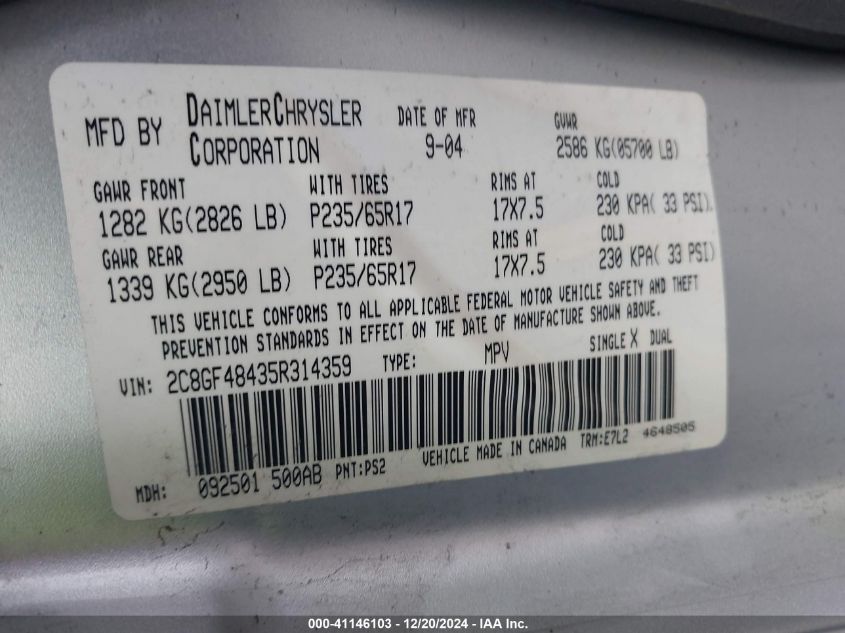 MFD BY DAIMLERCHRYSLER CORPORATION DATE OF MFR 9-04 GVWR 2586 KG(05700 LB)
GAWR FRONT WITH TIRES RIMS AT COLD
1282 KG(2826 LB) P235/65R17 17X7.5 230 KPA( 33 PSI)
GAWR REAR WITH TIRES RIMS AT COLD
1339 KG(2950 LB) P235/65R17 17X7.5 230 KPA( 33 PSI)
THIS VEHICLE CONFORMS TO ALL APPLICABLE FEDERAL MOTOR VEHICLE SAFETY AND THEFT
PREVENTION STANDARDS IN EFFECT ON THE DATE OF MANUFACTURE SHOWN ABOVE.
VIN: 2C8GF48435R314359 TYPE: MPV SINGLE X DUAL
MDH: 092501 500AB PNT:PS2 VEHICLE MADE IN CANADA TRM:E7L2 4648505
000-41146103 - 12/20/2024 - IAA Inc.